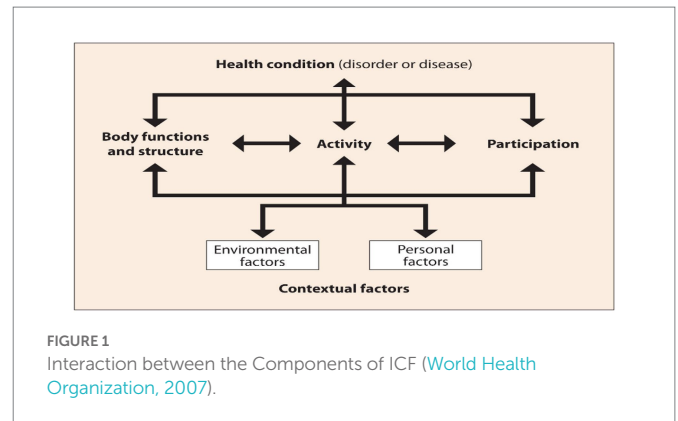 Health condition (disorder or disease)
Body functions
and structure
Activity
Participation
Environmental
factors
Personal
factors
Contextual factors
FIGURE 1
Interaction between the Components of ICF (World Health
Organization, 2007).